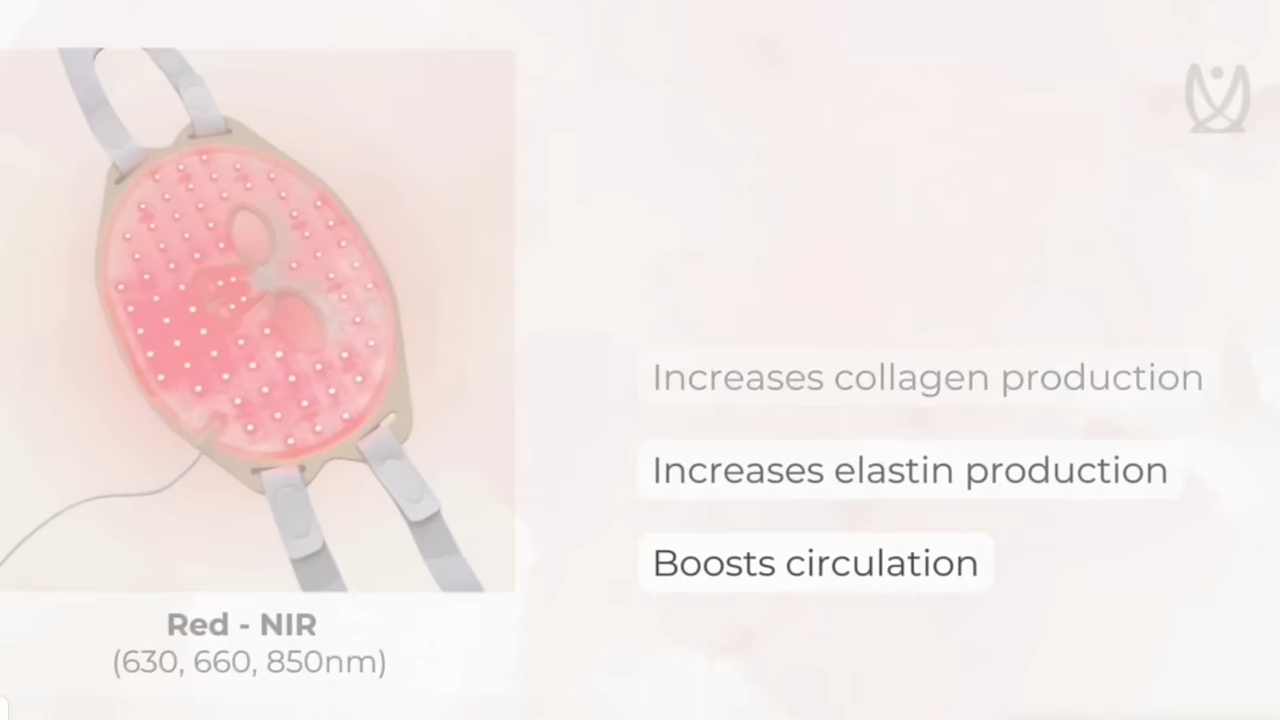 Increases collagen production
Increases elastin production
Boosts circulation
Red - NIR
(630, 660, 850nm)